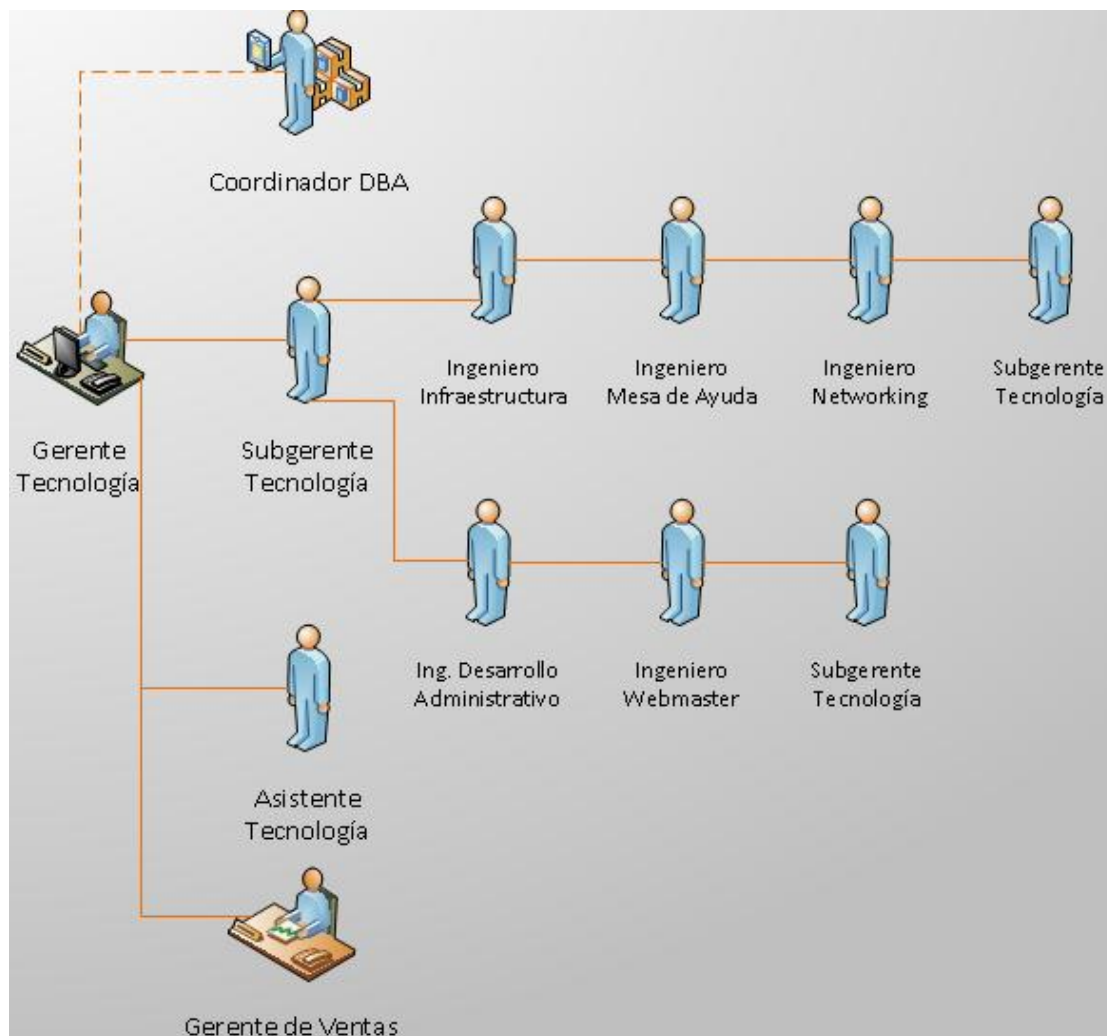 Coordinador DBA
Ingeniero
Infraestructura
Ingeniero
Mesa de Ayuda
Ingeniero
Networking
Subgerente
Tecnología
Gerente
Tecnología
Subgerente
Tecnología
Ing. Desarrollo
Administrativo
Ingeniero
Webmaster
Subgerente
Tecnología
Asistente
Tecnología
Gerente de Ventas